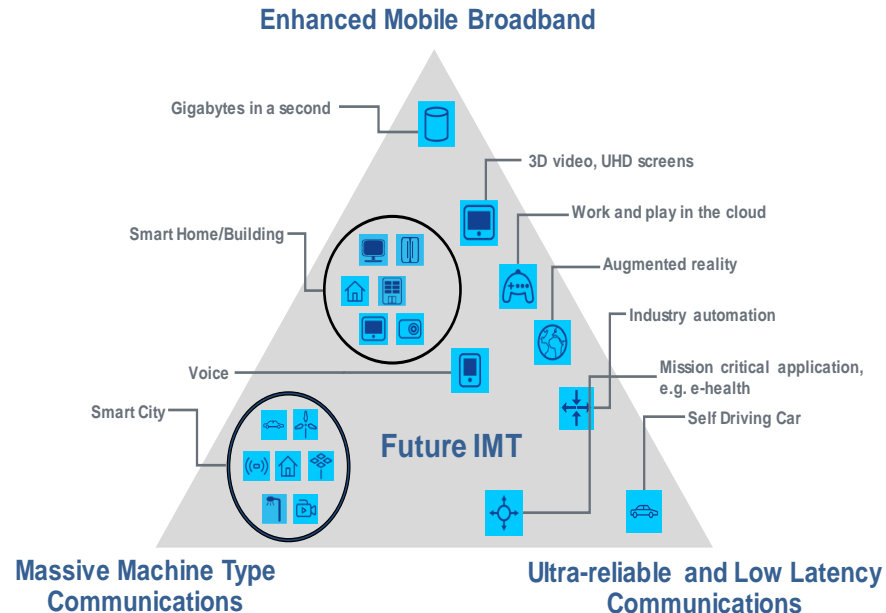 Enhanced Mobile Broadband
Gigabytes in a second
3D video, UHD screens
Work and play in the cloud
Smart Home/Building
Augmented reality
Industry automation
Mission critical application,
e.g. e-health
Voice
Smart City
Self Driving Car
Future IMT
Massive Machine Type
Communications
Ultra-reliable and Low Latency
Communications